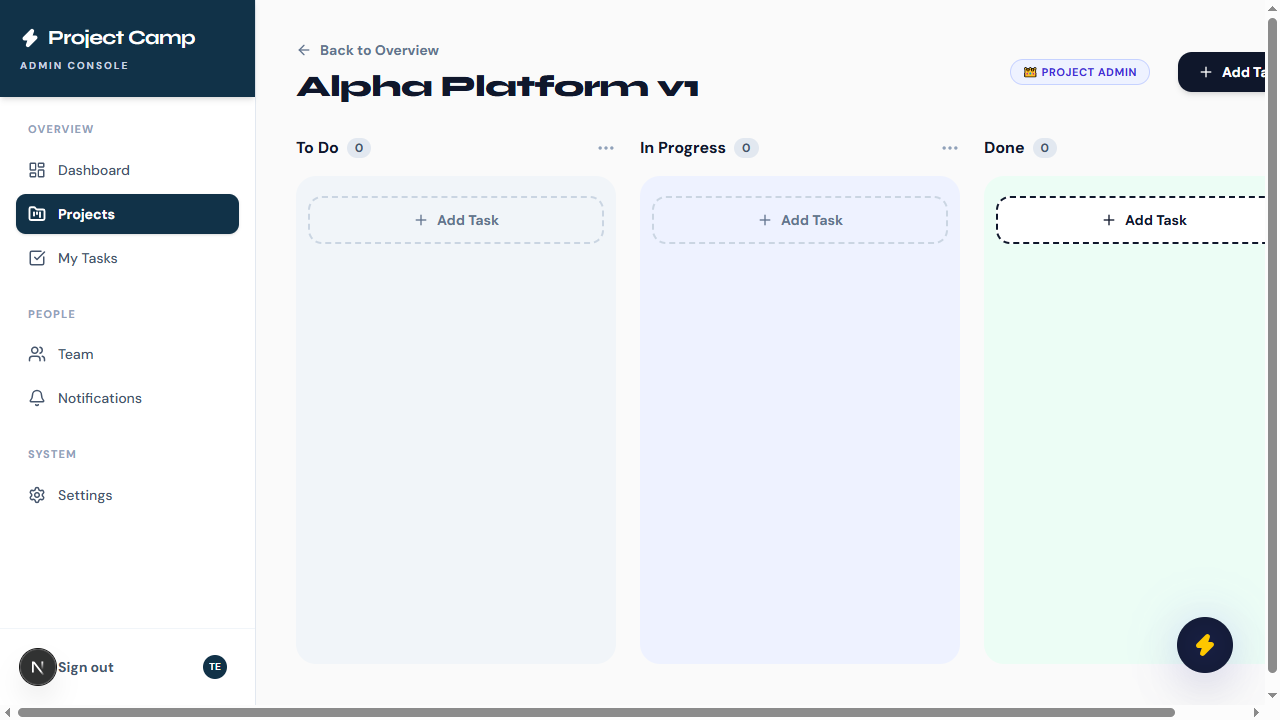 Project Camp
ADMIN CONSOLE
OVERVIEW
Dashboard
Projects
My Tasks
PEOPLE
Team
Notifications
SYSTEM
Settings
N
Sign out
TE
Back to Overview
Alpha Platform v1
PROJECT ADMIN
Add Ta
To Do 0
In Progress 0
Done 0
Add Task
Add Task
Add Task